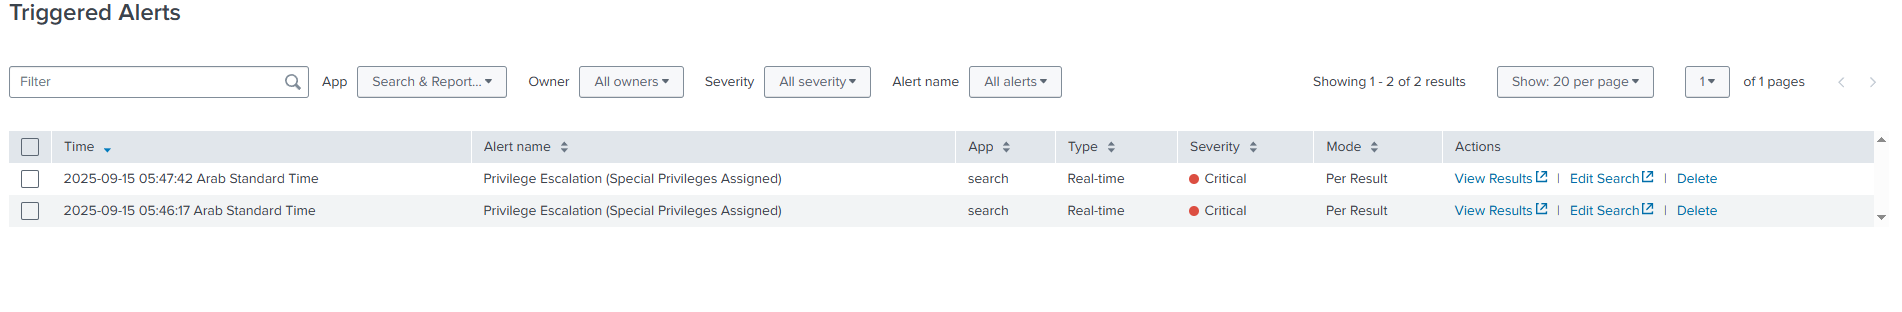 Triggered Alerts
Filter App Search & Report... Owner All owners Severity All severity Alert name All alerts Showing 1 - 2 of 2 results Show: 20 per page 1 of 1 pages
Time Alert name App Type Severity Mode Actions
2025-09-15 05:47:42 Arab Standard Time Privilege Escalation (Special Privileges Assigned) search Real-time Critical Per Result View Results | Edit Search | Delete
2025-09-15 05:46:17 Arab Standard Time Privilege Escalation (Special Privileges Assigned) search Real-time Critical Per Result View Results | Edit Search | Delete